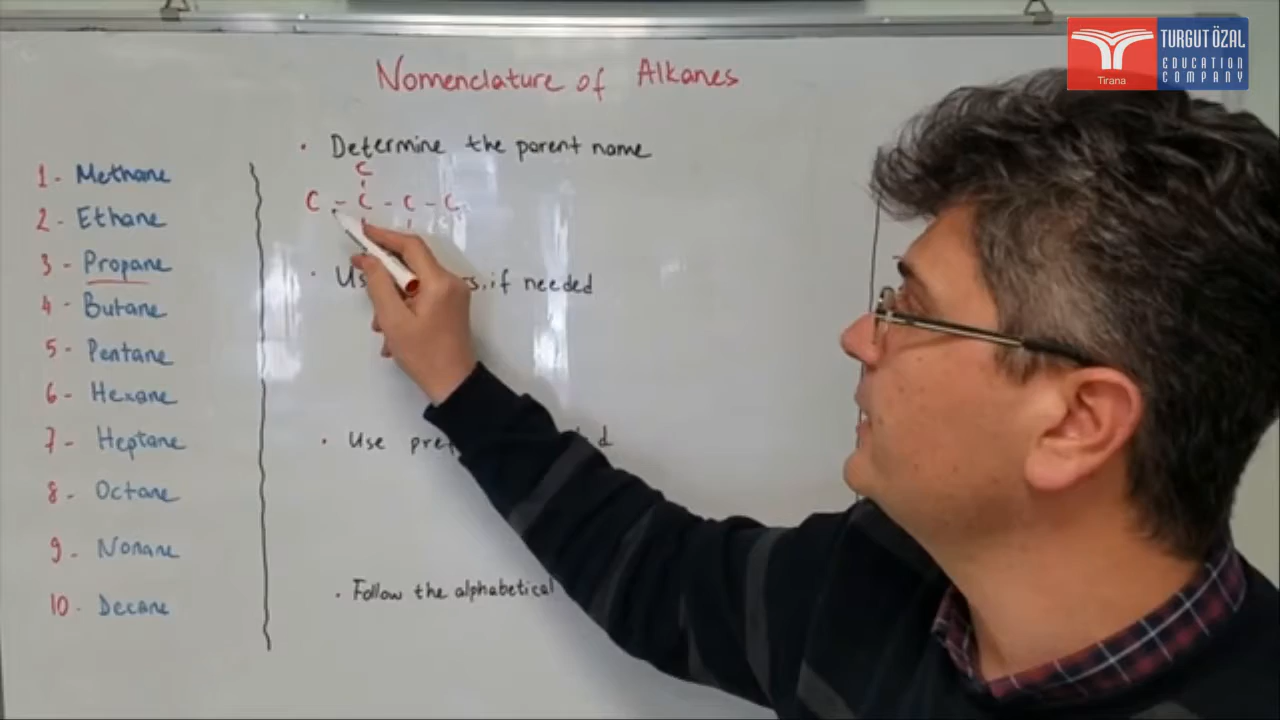 TURGUT ÖZAL
EDUCATION
COMPANY
Tirana
Nomenclature of Alkanes
• Determine the parent name
C
C - C - C - C
if needed
• Use
• Follow the alphabetical
1- Methane
2- Ethane
3- Propane
4- Butane
5- Pentane
6- Hexane
7- Heptane
8- Octane
9- Nonane
10- Decane